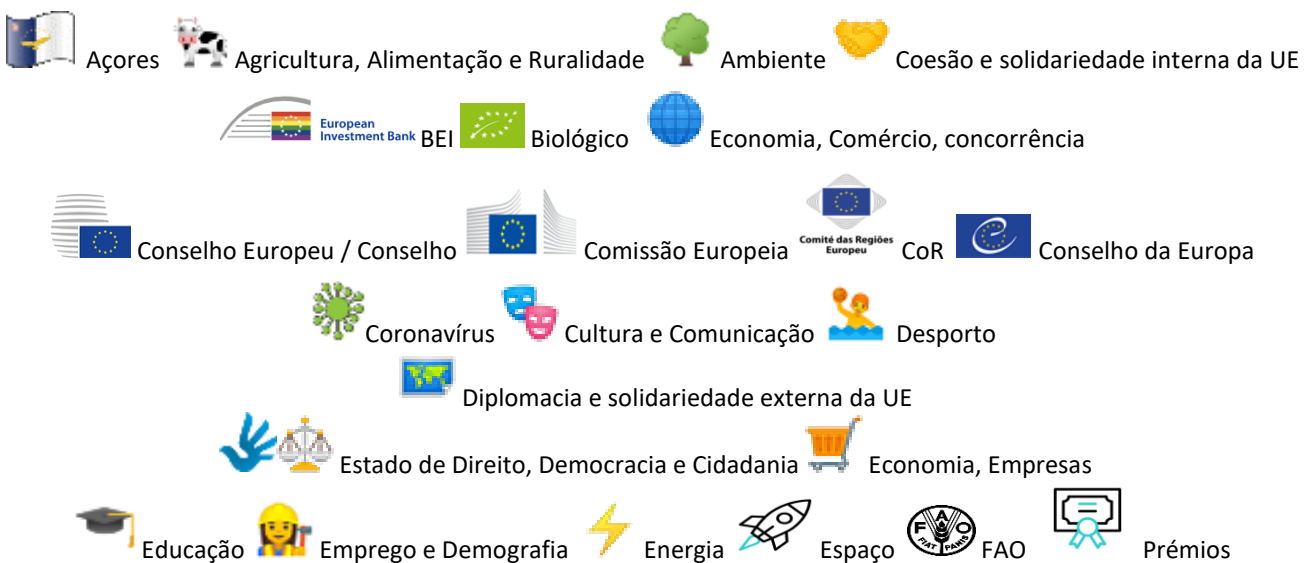 Açores Agricultura, Alimentação e Ruralidade Ambiente Coesão e solidariedade interna da UE
European
Investment Bank BEI Biológico Economia, Comércio, concorrência
Conselho Europeu / Conselho Comissão Europeia Comité das Regiões
Europeu CoR Conselho da Europa
Coronavírus Cultura e Comunicação Desporto
Diplomacia e solidariedade externa da UE
Estado de Direito, Democracia e Cidadania Economia, Empresas
Educação Emprego e Demografia Energia Espaço F A O FIAT PANIS FAO Prémios